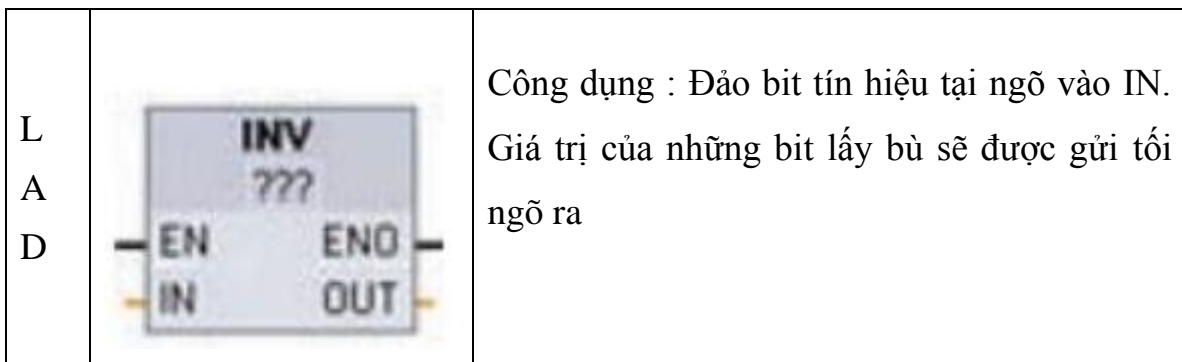 L
A
D
INV
???
EN ENO
IN OUT
Công dụng : Đảo bit tín hiệu tại ngõ vào IN.
Giá trị của những bit lấy bù sẽ được gửi tối
ngõ ra